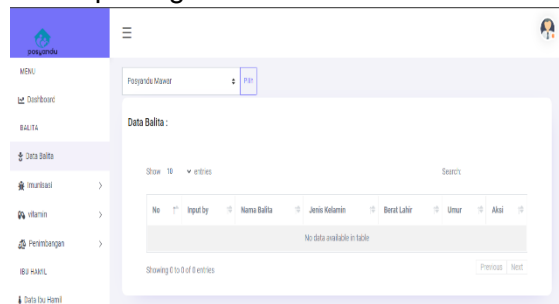 posyandu
MENU
Dashboard
BALITA
Data Balita
Imunisasi
vitamin
Penimbangan
IBU HAMIL
Data Ibu Hamil
Posyandu Mawar
Pilih
Data Balita :
Show 10 entries
Search:
No Input by Nama Balita Jenis Kelamin Berat Lahir Umur Aksi
No data available in table
Showing 0 to 0 of 0 entries
Previous Next